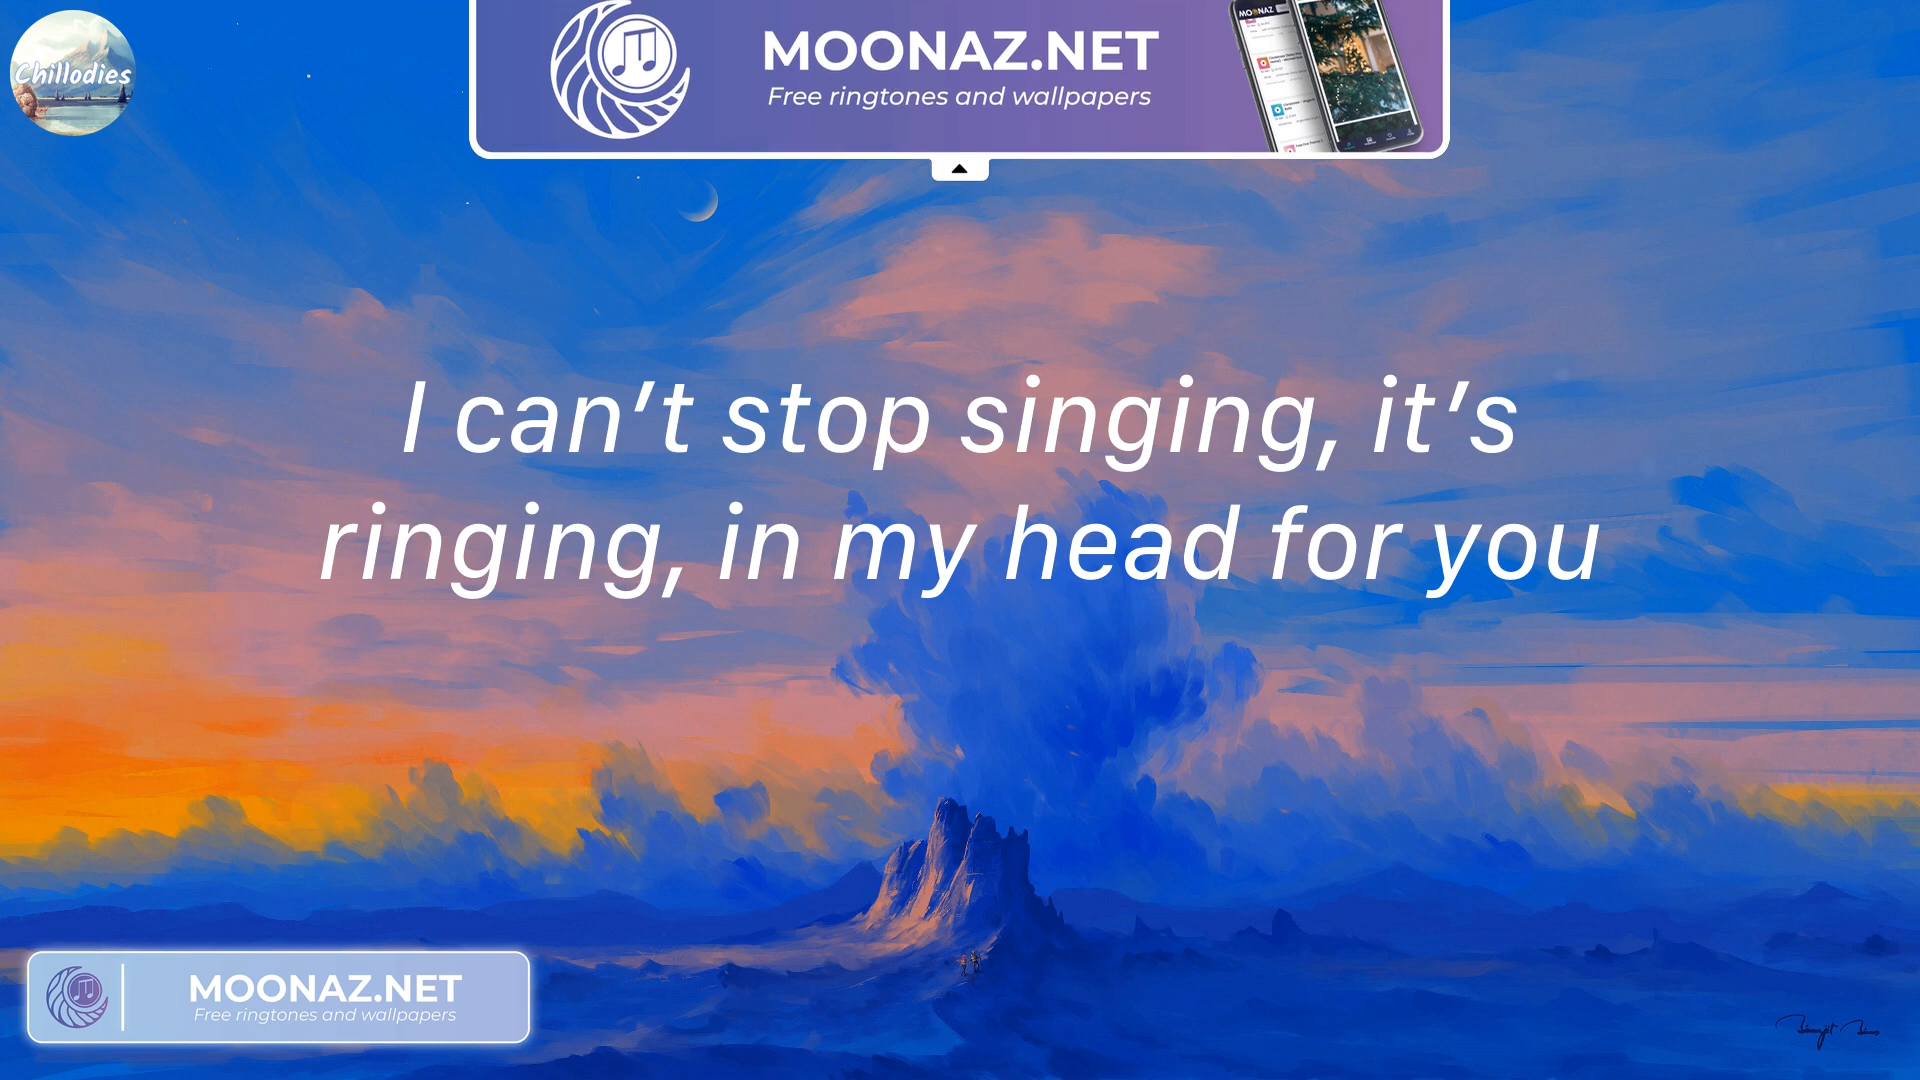 Chillodies
MOONAZ.NET
Free ringtones and wallpapers
MOONAZ
I can’t stop singing, it’s
ringing, in my head for you
MOONAZ.NET
Free ringtones and wallpapers